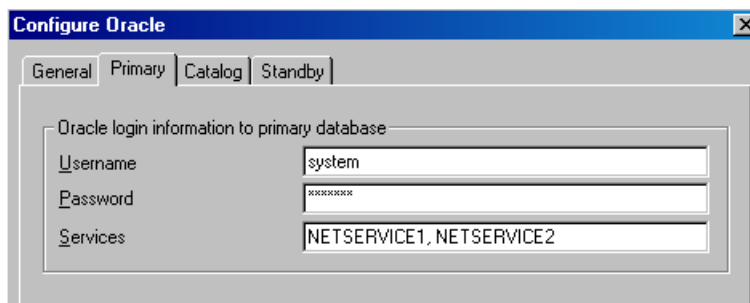 Configure Oracle
General Primary Catalog Standby
Oracle login information to primary database
Username system
Password *******
Services NETSERVICE1, NETSERVICE2